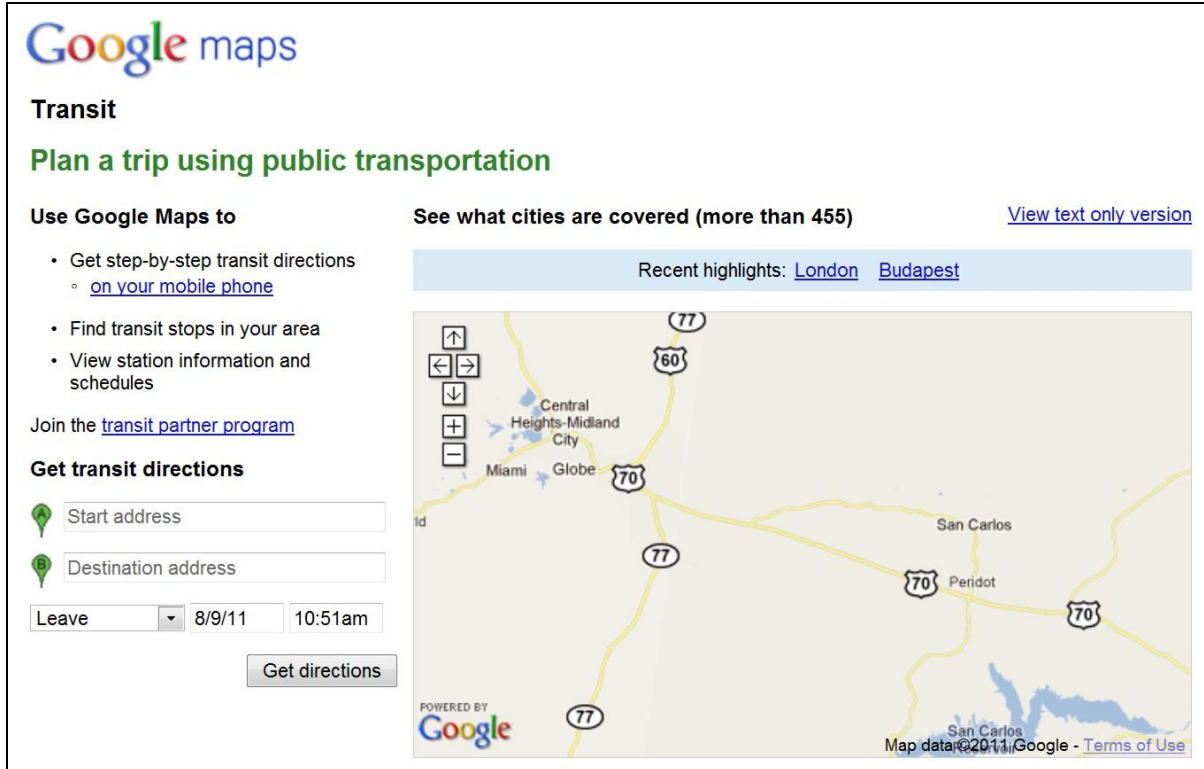 Google maps
Transit
Plan a trip using public transportation
Use Google Maps to
• Get step-by-step transit directions
◦ on your mobile phone
• Find transit stops in your area
• View station information and
schedules
Join the transit partner program
Get transit directions
A Start address
B Destination address
Leave 8/9/11 10:51am
Get directions
See what cities are covered (more than 455) View text only version
Recent highlights: London Budapest
77
60
Central
Heights-Midland
City
Miami Globe 70
ld
San Carlos
77
70 Peridot
70
77
POWERED BY
Google
San Carlos
Reservoir
Map data ©2011 Google - Terms of Use